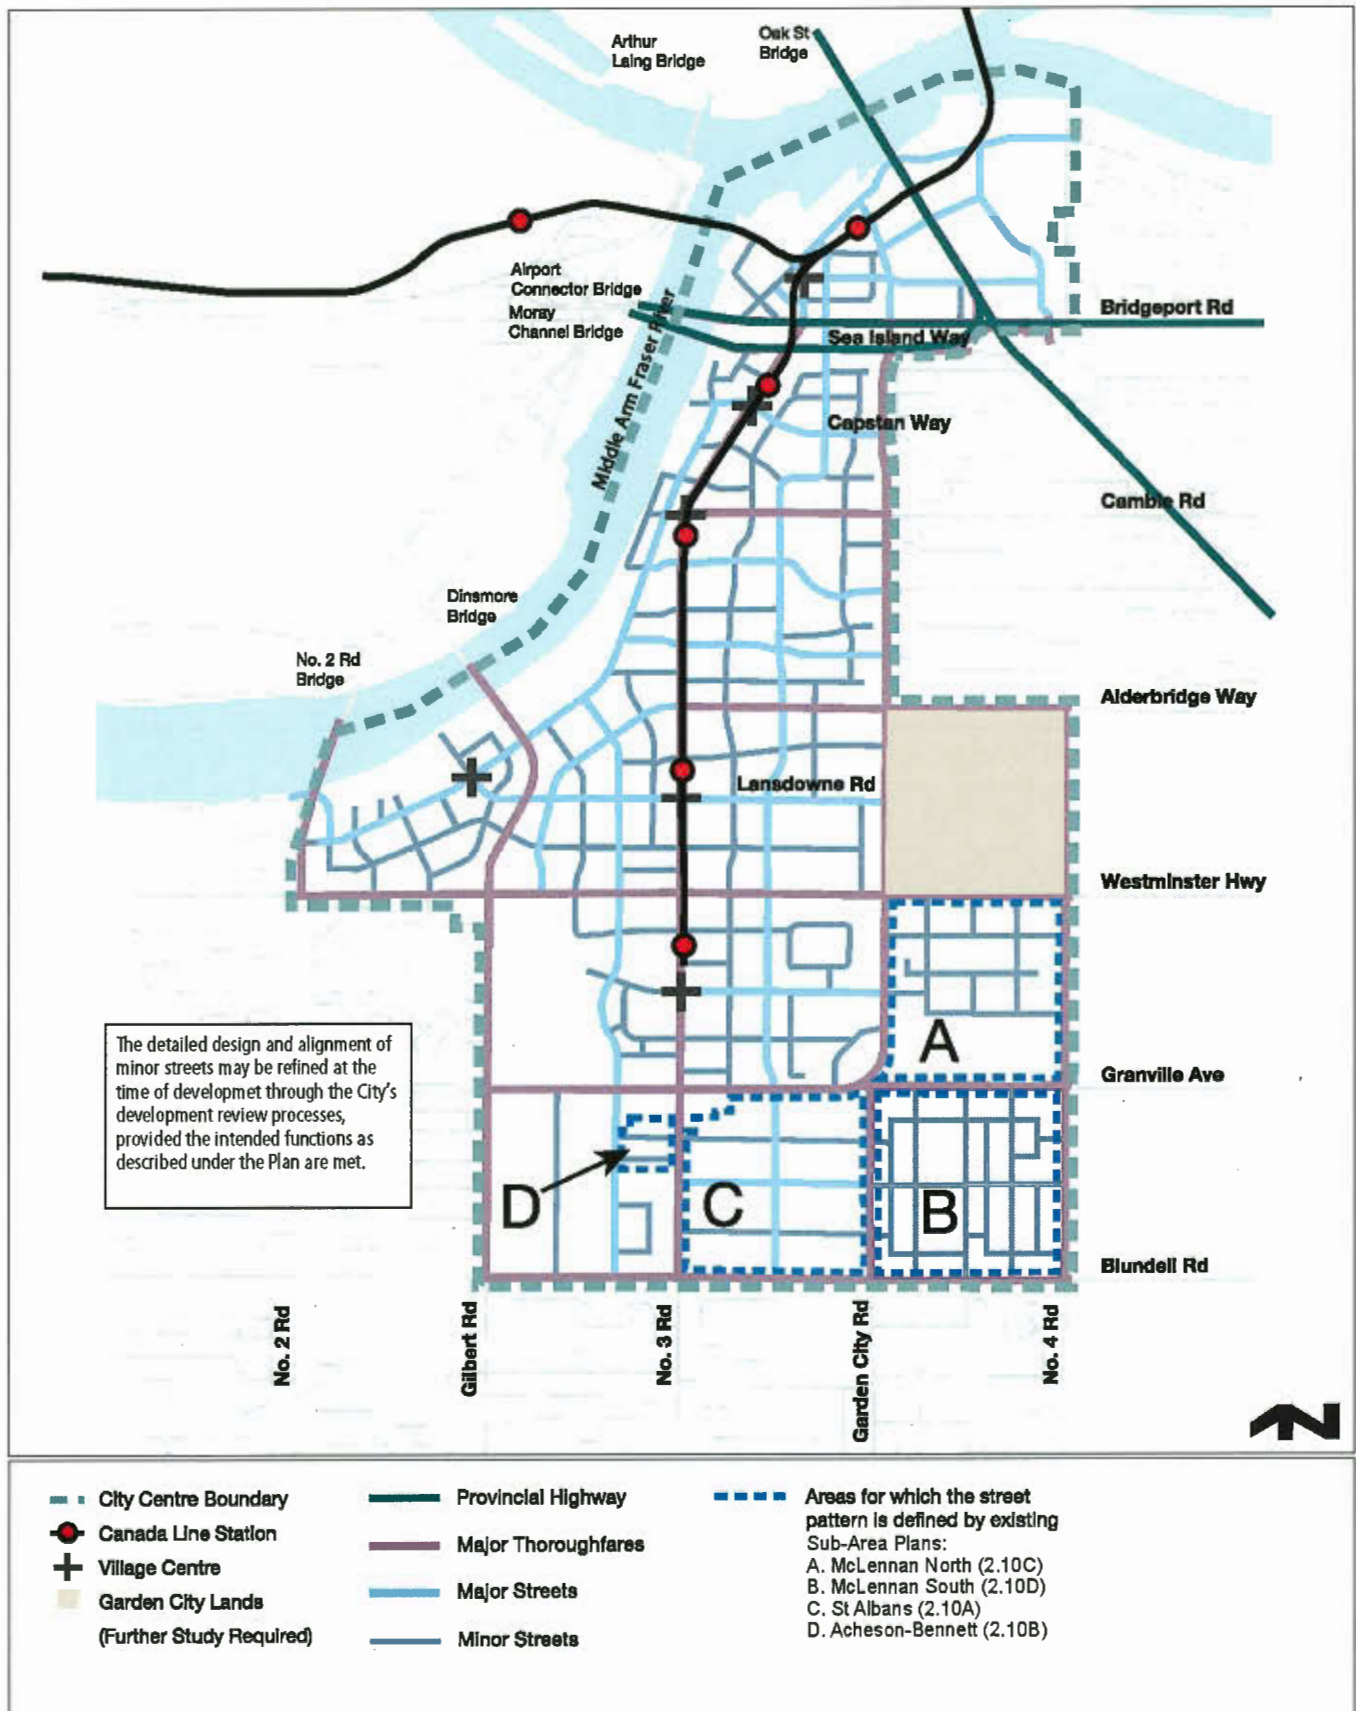 Arthur
Laing Bridge
Oak St
Bridge
Airport
Connector Bridge
Moray
Channel Bridge
Bridgeport Rd
Sea Island Way
Middle Arm Fraser River
Capstan Way
Cambie Rd
Dinsmore
Bridge
No. 2 Rd
Bridge
Alderbridge Way
Lansdowne Rd
Westminster Hwy
A
The detailed design and alignment of
minor streets may be refined at the
time of developmet through the City's
development review processes,
provided the intended functions as
described under the Plan are met.
Granville Ave
D
C
B
Blundell Rd
No. 2 Rd
Gilbert Rd
No. 3 Rd
Garden City Rd
No. 4 Rd
N
City Centre Boundary
Canada Line Station
Village Centre
Garden City Lands
(Further Study Required)
Provincial Highway
Major Thoroughfares
Major Streets
Minor Streets
Areas for which the street
pattern is defined by existing
Sub-Area Plans:
A. McLennan North (2.10C)
B. McLennan South (2.10D)
C. St Albans (2.10A)
D. Acheson-Bennett (2.10B)